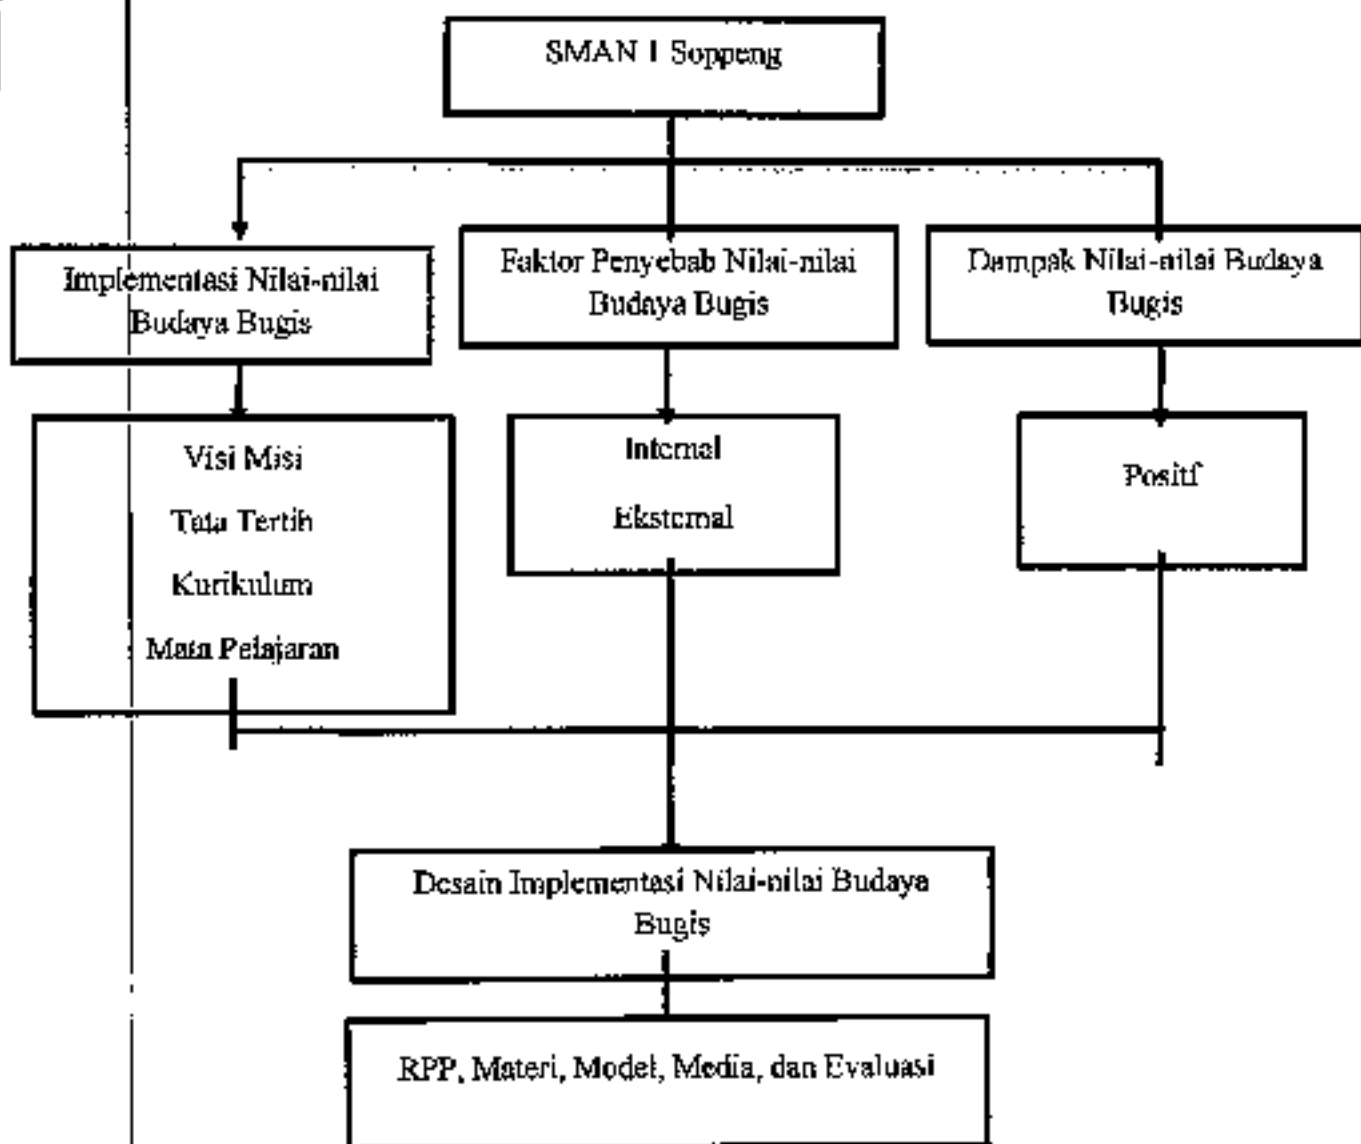 SMAN 1 Soppeng
Implementasi Nilai-nilai
Budaya Bugis
Faktor Penyebab Nilai-nilai
Budaya Bugis
Dampak Nilai-nilai Budaya
Bugis
Visi Misi
Tata Tertib
Kurikulum
Mata Pelajaran
Internal
Eksternal
Positif
Desain Implementasi Nilai-nilai Budaya
Bugis
RPP, Materi, Model, Media, dan Evaluasi